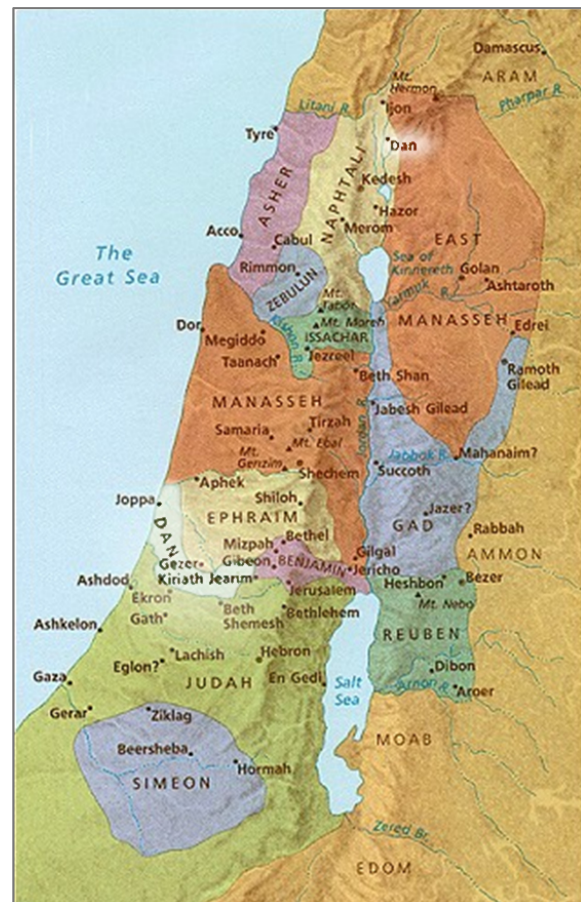 Damascus
ARAM
Mt.
Hermon
Pharpar R.
Litani R.
Ijon
Tyre
Dan
ASHER
NAPHTALI
Kedesh
Hazor
Merom
Acco
Cabul
EAST
MANASSEH
The
Great Sea
Rimmon
Sea of
Kinnereth
Golan
Ashtaroth
ZEBULUN
Mt.
Tabor
Yarmuk R.
Mt. Moreh
Dor
Kishon R.
ISSACHAR
Edrei
Megiddo
Jezreel
Taanach
Beth Shan
Ramoth
Gilead
MANASSEH
Jabesh Gilead
Tirzah
Samaria
Mt. Ebal
Jordan R.
Mt.
Gerizim
Shechem
Jabbok R.
Mahanaim?
Succoth
Aphek
Joppa
Shiloh
EPHRAIM
GAD
Jazer?
DAN
Bethel
Rabbah
Mizpah
AMMON
Gezer
Gibeon
BENJAMIN
Gilgal
Jericho
Kiriath Jearum
Ashdod
Jerusalem
Heshbon
Bezer
Ekron
Mt. Nebo
Gath
Beth
Shemesh
Bethlehem
Ashkelon
REUBEN
Lachish
Hebron
Eglon?
Dibon
Gaza
JUDAH
En Gedi
Salt
Sea
Arnon R.
Aroer
Gerar
Ziklag
MOAB
Beersheba
Hormah
SIMEON
Zered Br.
EDOM